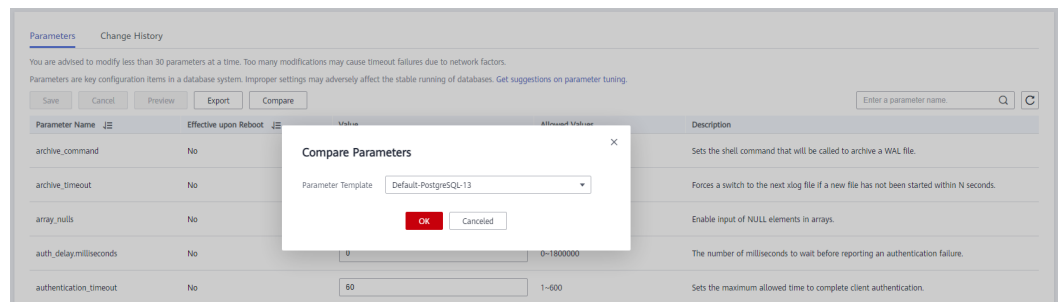 Parameters Change History
You are advised to modify less than 30 parameters at a time. Too many modifications may cause timeout failures due to network factors.
Parameters are key configuration items in a database system. Improper settings may adversely affect the stable running of databases. Get suggestions on parameter tuning.
Save Cancel Preview Export Compare Enter a parameter name.
Parameter Name Effective upon Reboot Value Allowed Values Description
archive_command No Sets the shell command that will be called to archive a WAL file.
Compare Parameters
archive_timeout No Forces a switch to the next xlog file if a new file has not been started within N seconds.
Parameter Template Default-PostgreSQL-13
array_nulls No Enable input of NULL elements in arrays.
OK Canceled
auth_delay.milliseconds No 0 0~1800000 The number of milliseconds to wait before reporting an authentication failure.
authentication_timeout No 60 1~600 Sets the maximum allowed time to complete client authentication.